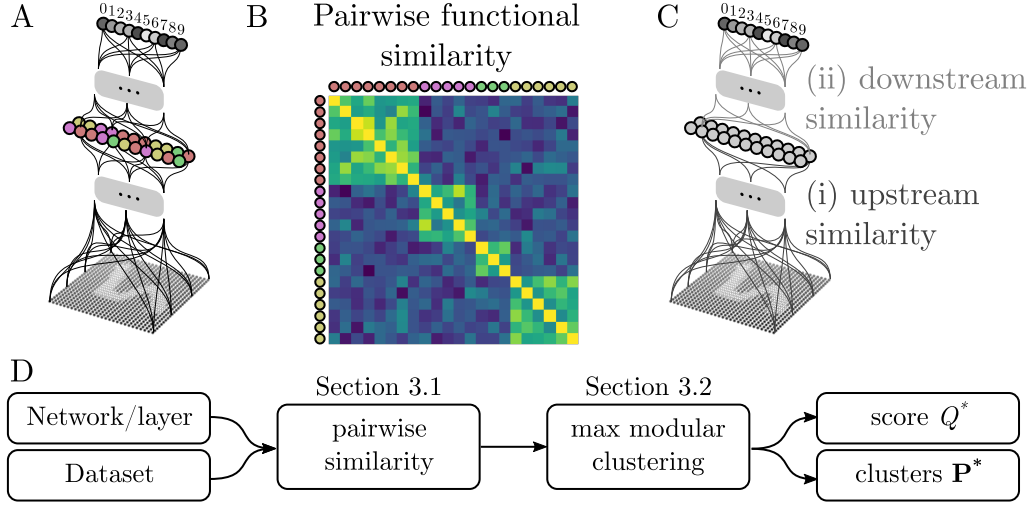 A
0123456789
B
Pairwise functional
similarity
C
0123456789
(ii) downstream
similarity
(i) upstream
similarity
D
Section 3.1
Section 3.2
Network/layer
Dataset
pairwise
similarity
max modular
clustering
score Q*
clusters P*